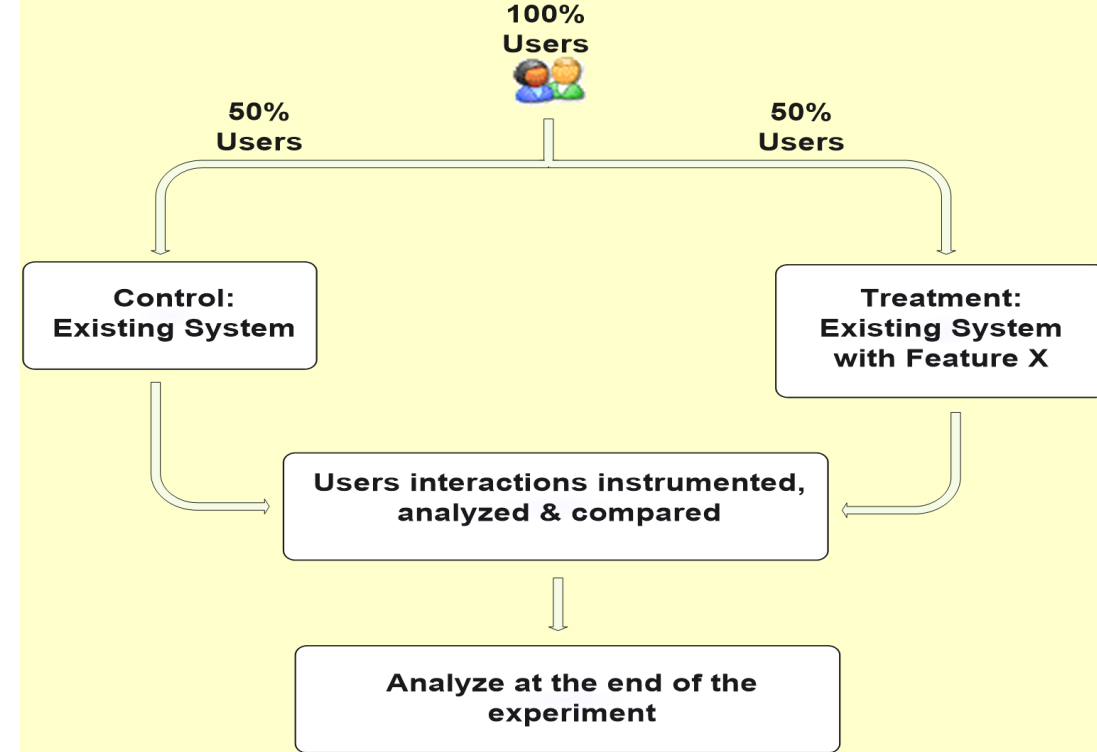 100%
Users
50%
Users
50%
Users
Control:
Existing System
Treatment:
Existing System
with Feature X
Users interactions instrumented,
analyzed & compared
Analyze at the end of the
experiment